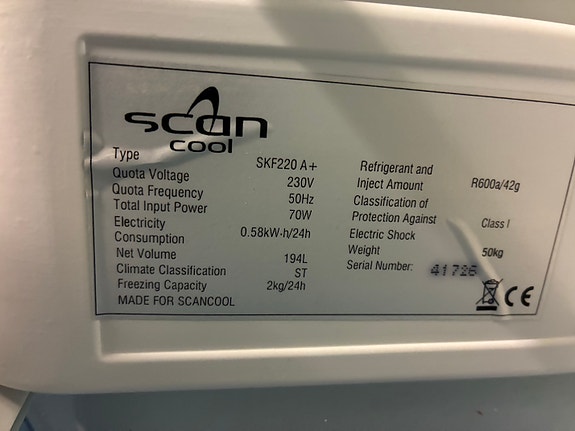 scan
cool
Type SKF220 A+
Quota Voltage 230V
Quota Frequency 50Hz
Total Input Power 70W
Electricity
Consumption 0.58kW·h/24h
Net Volume 194L
Climate Classification ST
Freezing Capacity 2kg/24h
MADE FOR SCANCOOL
Refrigerant and
Inject Amount R600a/42g
Classification of
Protection Against Class I
Electric Shock
Weight 50kg
Serial Number: 41726
CE